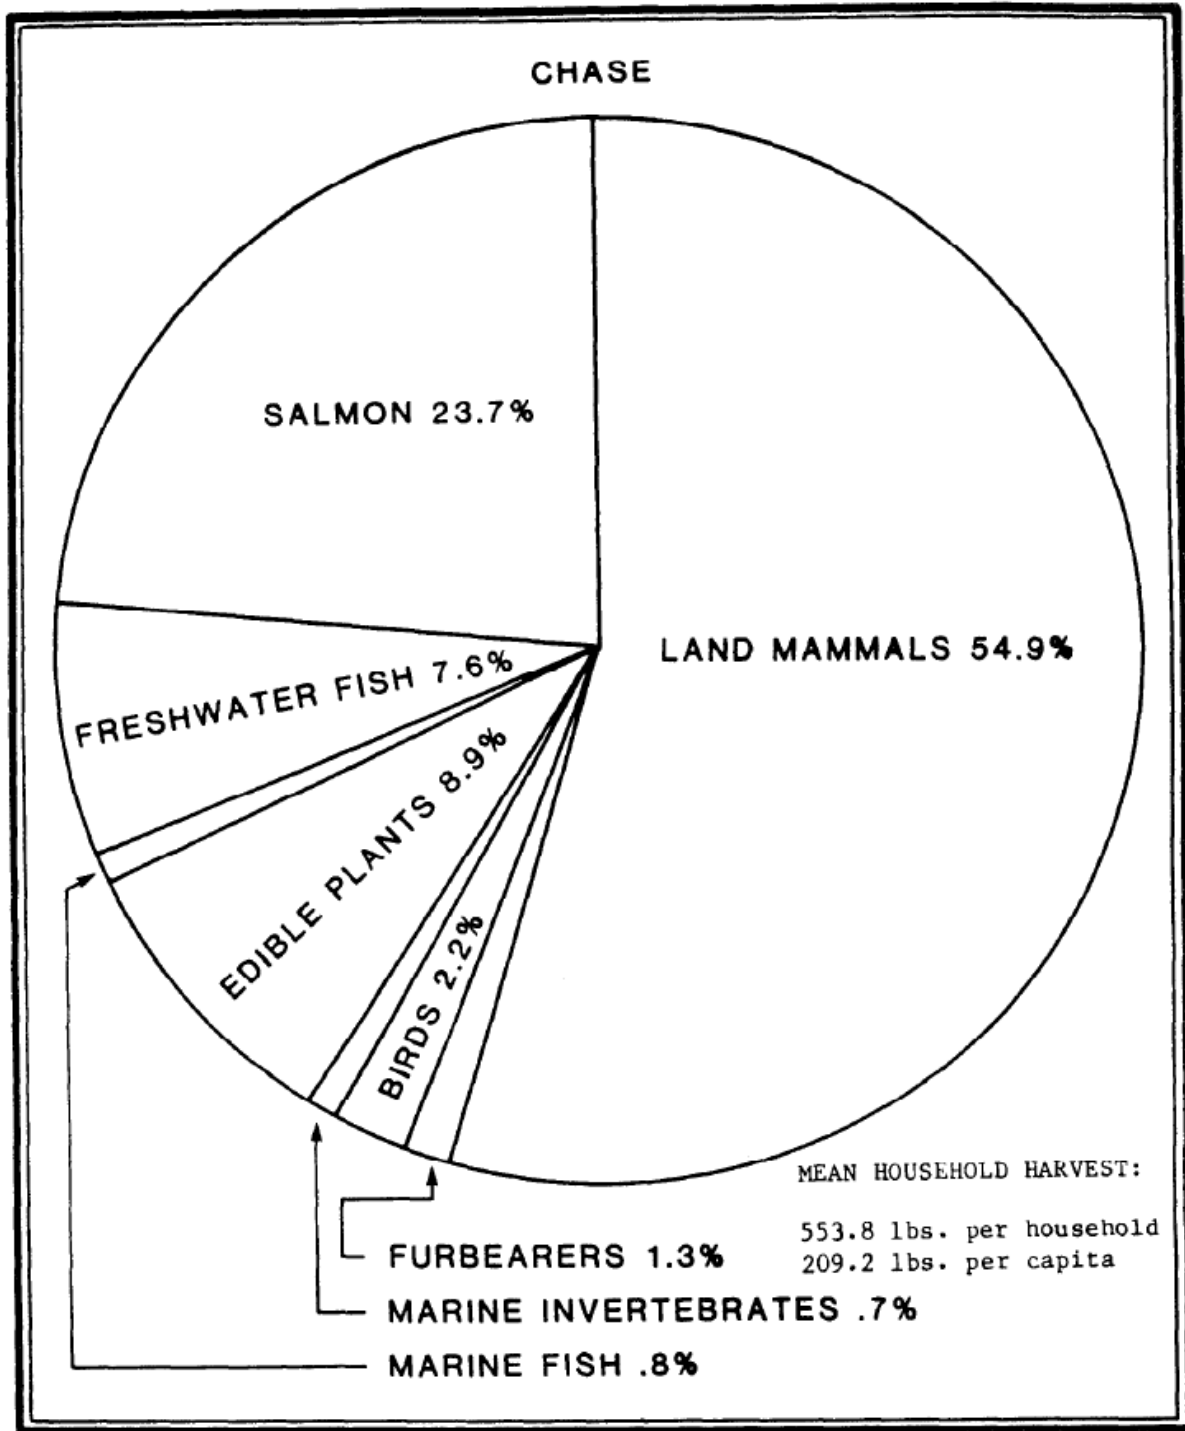 CHASE
SALMON 23.7%
LAND MAMMALS 54.9%
FRESHWATER FISH 7.6%
EDIBLE PLANTS 8.9%
BIRDS 2.2%
MEAN HOUSEHOLD HARVEST:
553.8 lbs. per household
209.2 lbs. per capita
FURBEARERS 1.3%
MARINE INVERTEBRATES .7%
MARINE FISH .8%